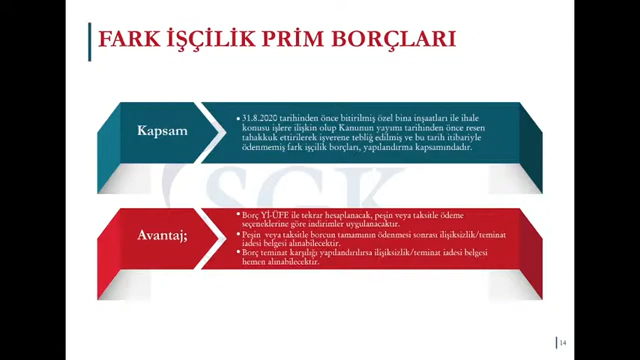 FARK İŞÇİLİK PRİM BORÇLARI
Kapsam
• 31.8.2020 tarihinden önce bitirilmiş özel bina inşaatları ile ihale
konusu işlere ilişkin olup Kanunun yayımı tarihinden önce resen
tahakkuk ettirilerek işverene tebliğ edilmiş ve bu tarih itibariyle
ödenmemiş fark işçilik borçları, yapılandırma kapsamındadır.
SGK
Avantaj;
• Borç Yİ-ÜFE ile tekrar hesaplanacak, peşin veya taksitle ödeme
seçeneklerine göre indirimler uygulanacaktır.
• Peşin veya taksitle borcun tamamının ödenmesi sonrası ilişiksizlik/teminat
iadesi belgesi alınabilecektir.
• Borç teminat karşılığı yapılandırılırsa ilişiksizlik/teminat iadesi belgesi
hemen alınabilecektir.
14